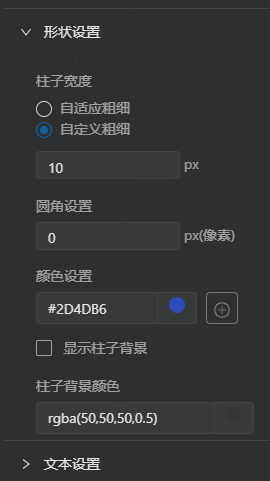 形状设置
柱子宽度
自适应粗细
自定义粗细
10 px
圆角设置
0 px(像素)
颜色设置
#2D4DB6
显示柱子背景
柱子背景颜色
rgba(50,50,50,0.5)
文本设置